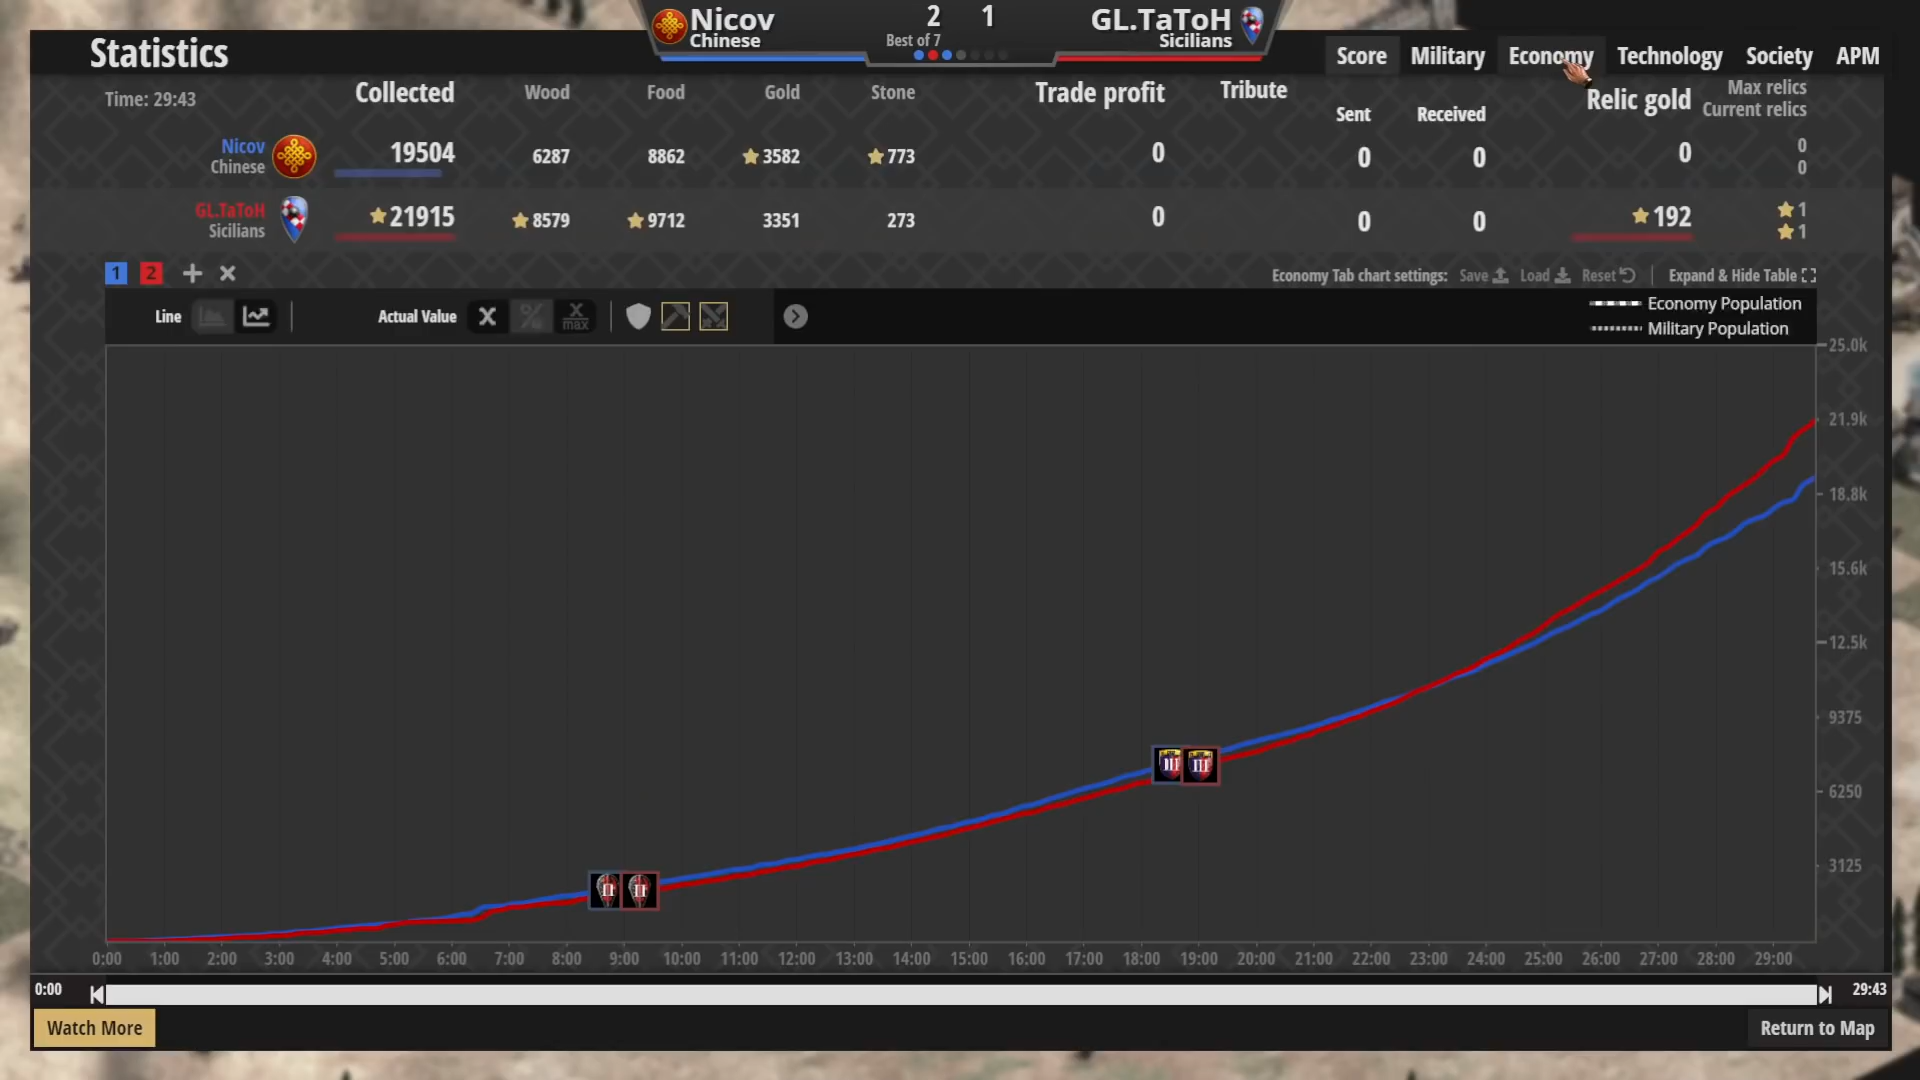 Nicov
Chinese
2 1
Best of 7
GL.TaToH
Sicilians
Statistics
Score Military Economy Technology Society APM
Time: 29:43
Collected Wood Food Gold Stone Trade profit Tribute Sent Received Relic gold Max relics
Current relics
Nicov
Chinese
19504 6287 8862 3582 773 0 0 0 0 0
0
GL.TaToH
Sicilians
21915 8579 9712 3351 273 0 0 0 192 1
1
1 2
Economy Tab chart settings: Save Load Reset Expand & Hide Table
Line Actual Value X % X
max
Economy Population
Military Population
25.0k
21.9k
18.8k
15.6k
12.5k
9375
6250
3125
III III
II II
0:00 1:00 2:00 3:00 4:00 5:00 6:00 7:00 8:00 9:00 10:00 11:00 12:00 13:00 14:00 15:00 16:00 17:00 18:00 19:00 20:00 21:00 22:00 23:00 24:00 25:00 26:00 27:00 28:00 29:00
0:00 29:43
Watch More Return to Map